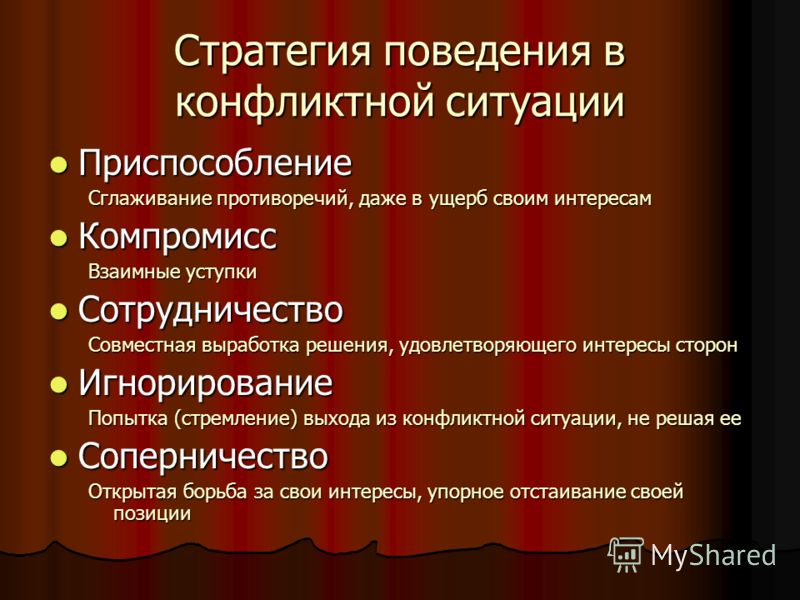 Стратегия поведения в
конфликтной ситуации
Приспособление
Сглаживание противоречий, даже в ущерб своим интересам
Компромисс
Взаимные уступки
Сотрудничество
Совместная выработка решения, удовлетворяющего интересы сторон
Игнорирование
Попытка (стремление) выхода из конфликтной ситуации, не решая ее
Соперничество
Открытая борьба за свои интересы, упорное отстаивание своей
позиции
MyShared